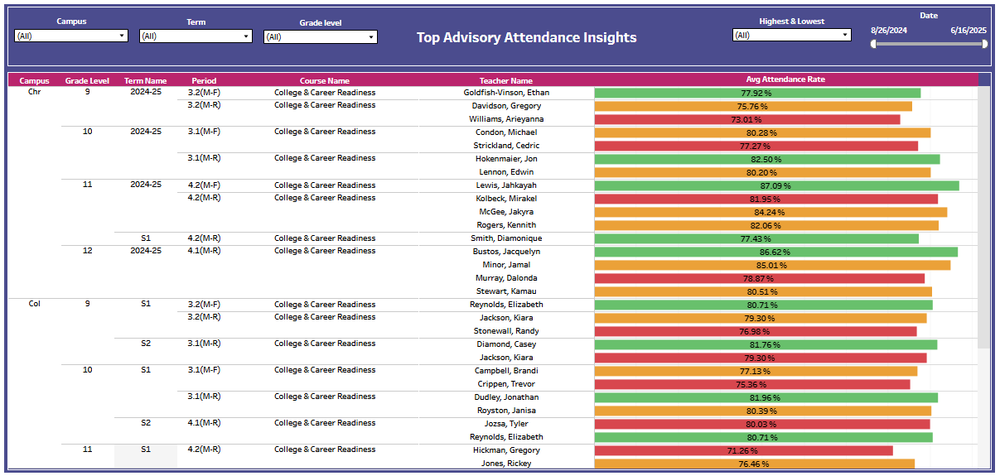 Campus Term Grade level Top Advisory Attendance Insights Highest & Lowest Date
(All) (All) (All) (All) 8/26/2024 6/16/2025
Campus Grade Level Term Name Period Course Name Teacher Name Avg Attendance Rate
Chr 9 2024-25 3.2(M-F) College & Career Readiness Goldfish-Vinson, Ethan 77.92%
3.2(M-R) College & Career Readiness Davidson, Gregory 75.76%
Williams, Arieyanna 73.01%
10 2024-25 3.1(M-F) College & Career Readiness Condon, Michael 80.28%
Strickland, Cedric 77.27%
3.1(M-R) College & Career Readiness Hokenmaier, Jon 82.50%
Lennon, Edwin 80.20%
11 2024-25 4.2(M-F) College & Career Readiness Lewis, Jahkayah 87.09%
4.2(M-R) College & Career Readiness Kolbeck, Mirakel 81.95%
McGee, Jakyra 84.24%
Rogers, Kennith 82.06%
S1 4.2(M-R) College & Career Readiness Smith, Diamonique 77.43%
12 2024-25 4.1(M-R) College & Career Readiness Bustos, Jacquelyn 86.62%
Minor, Jamal 85.01%
Murray, Dalonda 78.87%
Stewart, Kamau 80.51%
Col 9 S1 3.2(M-F) College & Career Readiness Reynolds, Elizabeth 80.71%
3.2(M-R) College & Career Readiness Jackson, Kiara 79.30%
Stonewall, Randy 76.98%
S2 3.1(M-R) College & Career Readiness Diamond, Casey 81.76%
Jackson, Kiara 79.30%
10 S1 3.1(M-F) College & Career Readiness Campbell, Brandi 77.13%
Crippen, Trevor 75.36%
3.1(M-R) College & Career Readiness Dudley, Jonathan 81.96%
Royston, Janisa 80.39%
S2 4.1(M-R) College & Career Readiness Jozsa, Tyler 80.03%
Reynolds, Elizabeth 80.71%
11 S1 4.2(M-R) College & Career Readiness Hickman, Gregory 71.26%
Jones, Rickey 76.46%